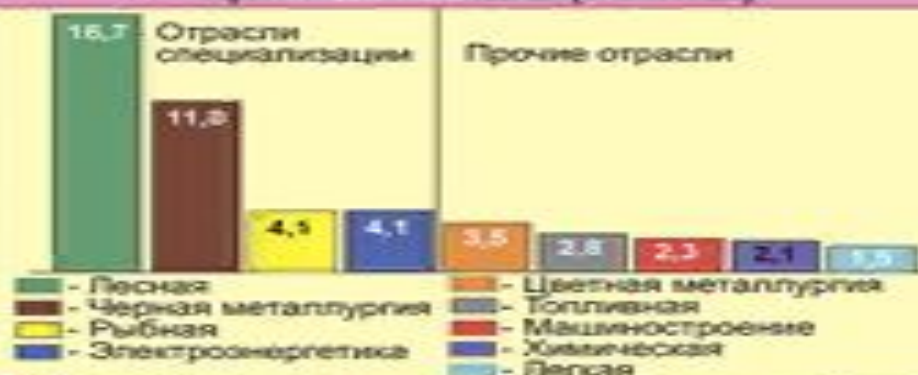 16,7
Отрасли
специализации
Прочие отрасли
11,0
4,1
4,1
3,5
2,8
2,3
2,1
1,5
- Лесная
- Черная металлургия
- Рыбная
- Электроэнергетика
- Цветная металлургия
- Топливная
- Машиностроение
- Химическая
- Легкая